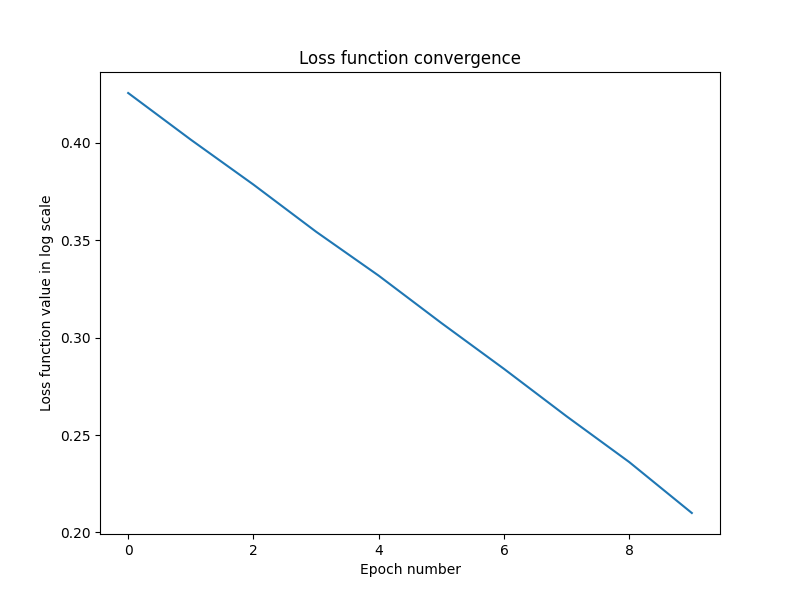 Loss function convergence
0.40
0.35
0.30
0.25
0.20
Loss function value in log scale
0 2 4 6 8
Epoch number